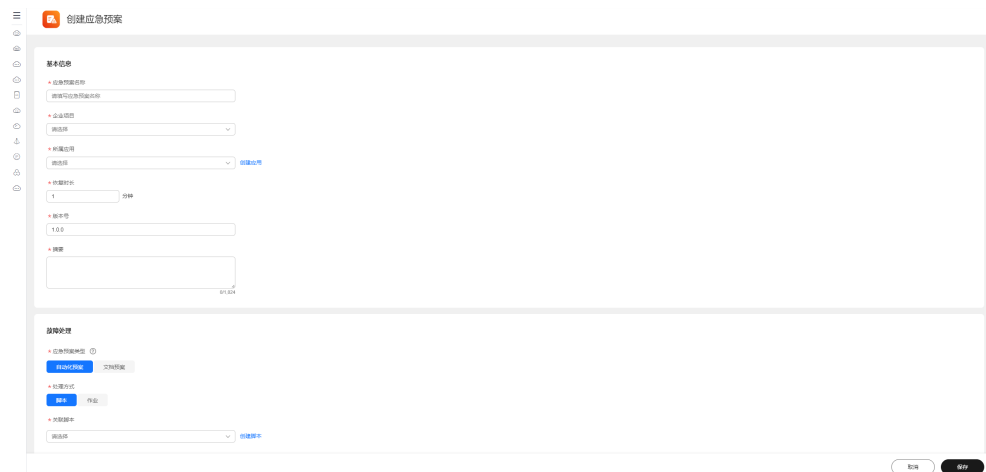 创建应急预案
基本信息
* 应急预案名称
请填写应急预案名称
* 企业项目
请选择
* 所属应用
请选择 创建应用
* 恢复时长
1 分钟
* 版本号
1.0.0
* 摘要
0/1,024
故障处理
* 应急预案类型
自动化预案 文档预案
* 处理方式
脚本 作业
* 关联脚本
请选择 创建脚本
取消 保存